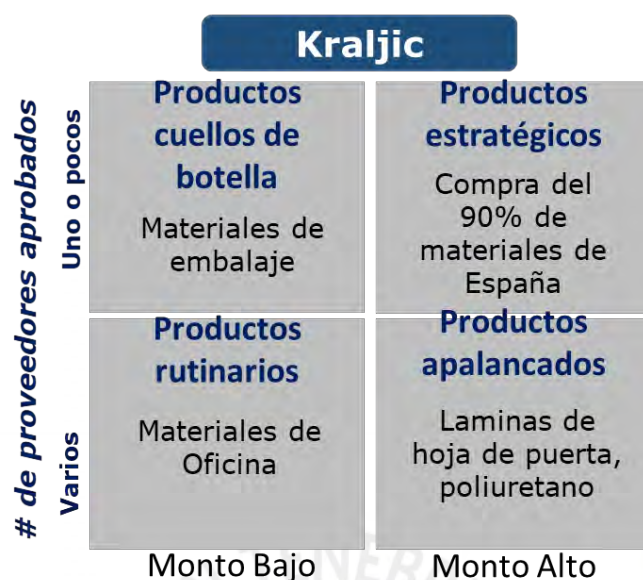 Kraljic
# de proveedores aprobados
Uno o pocos
Productos
cuellos de
botella
Materiales de
embalaje
Productos
estratégicos
Compra del
90% de
materiales de
España
Varios
Productos
rutinarios
Materiales de
Oficina
Productos
apalancados
Laminas de
hoja de puerta,
poliuretano
Monto Bajo
Monto Alto